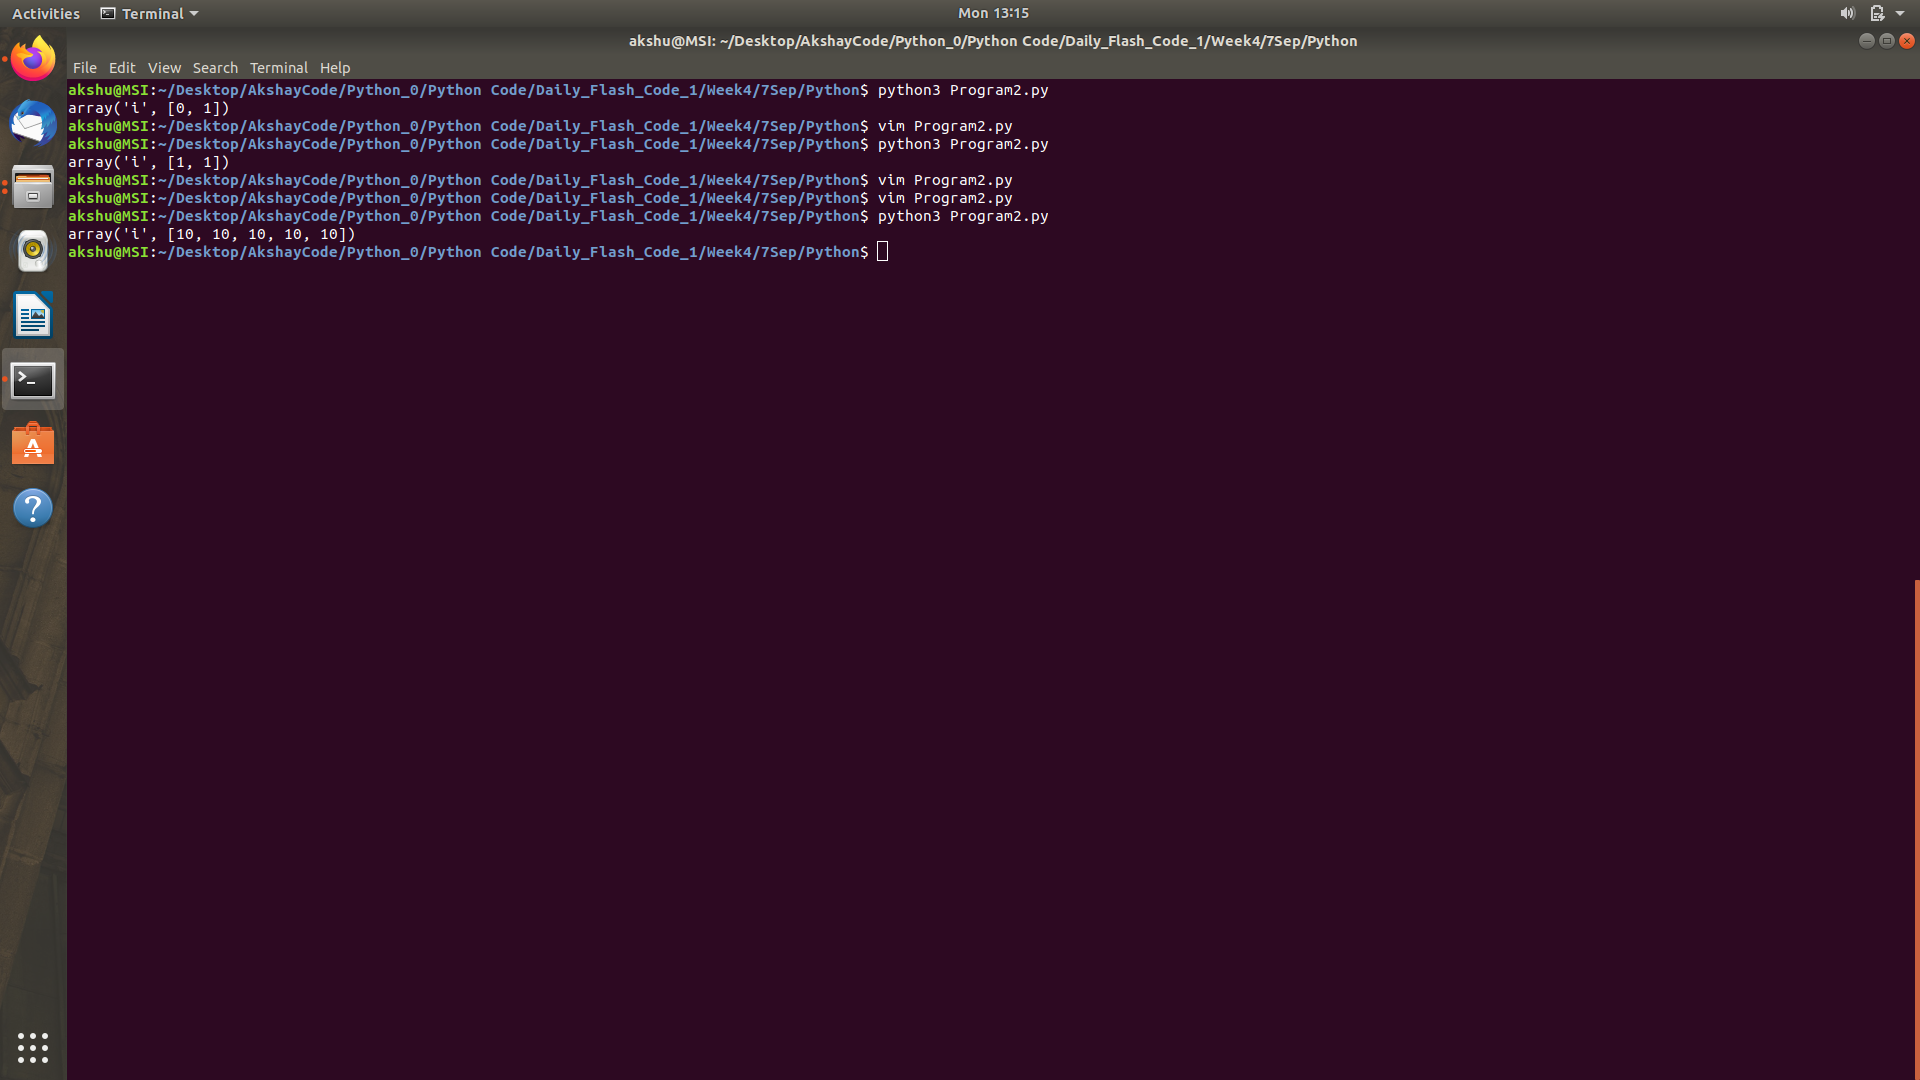 Activities Terminal Mon 13:15
akshu@MSI: ~/Desktop/AkshayCode/Python_0/Python Code/Daily_Flash_Code_1/Week4/7Sep/Python
File Edit View Search Terminal Help
akshu@MSI:~/Desktop/AkshayCode/Python_0/Python Code/Daily_Flash_Code_1/Week4/7Sep/Python$ python3 Program2.py
array('i', [0, 1])
akshu@MSI:~/Desktop/AkshayCode/Python_0/Python Code/Daily_Flash_Code_1/Week4/7Sep/Python$ vim Program2.py
akshu@MSI:~/Desktop/AkshayCode/Python_0/Python Code/Daily_Flash_Code_1/Week4/7Sep/Python$ python3 Program2.py
array('i', [1, 1])
akshu@MSI:~/Desktop/AkshayCode/Python_0/Python Code/Daily_Flash_Code_1/Week4/7Sep/Python$ vim Program2.py
akshu@MSI:~/Desktop/AkshayCode/Python_0/Python Code/Daily_Flash_Code_1/Week4/7Sep/Python$ vim Program2.py
akshu@MSI:~/Desktop/AkshayCode/Python_0/Python Code/Daily_Flash_Code_1/Week4/7Sep/Python$ python3 Program2.py
array('i', [10, 10, 10, 10, 10])
akshu@MSI:~/Desktop/AkshayCode/Python_0/Python Code/Daily_Flash_Code_1/Week4/7Sep/Python$